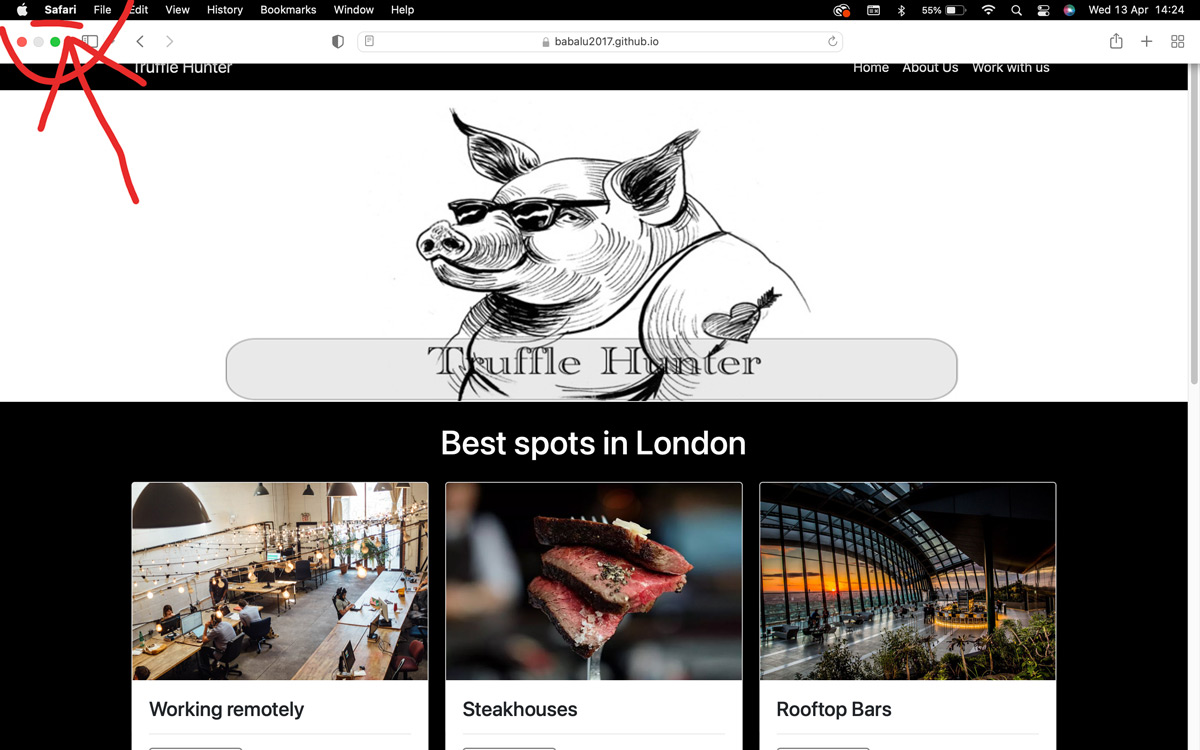 Safari File Edit View History Bookmarks Window Help 55% Wed 13 Apr 14:24
babalu2017.github.io
Truffle Hunter Home About Us Work with us
Truffle Hunter
Best spots in London
Working remotely Steakhouses Rooftop Bars